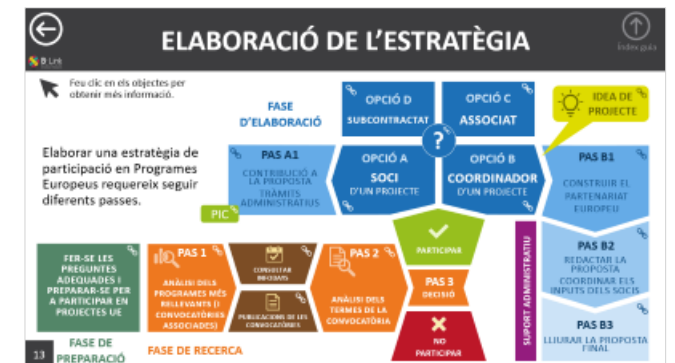 ELABORACIÓ DE L'ESTRATÈGIA
Índex guia
B Link
Feu clic en els objectes per
obtenir més informació.
FASE
D'ELABORACIÓ
OPCIÓ D
SUBCONTRACTAT
OPCIÓ C
ASSOCIAT
IDEA DE
PROJECTE
?
Elaborar una estratègia de
participació en Programes
Europeus requereix seguir
diferents passes.
PAS A1
CONTRIBUCIÓ A
LA PROPOSTA
TRÀMITS
ADMINISTRATIUS
OPCIÓ A
SOCI
D'UN PROJECTE
OPCIÓ B
COORDINADOR
D'UN PROJECTE
PAS B1
CONSTRUIR EL
PARTENARIAT
EUROPEU
PIC
FER-SE LES
PREGUNTES
ADEQUADES I
PREPARAR-SE PER
A PARTICIPAR EN
PROJECTES UE
PAS 1
ANÀLISI DELS
PROGRAMES MÉS
RELLEVANTS (I
CONVOCATÒRIES
ASSOCIADES)
CONSULTAR
INFODAYS
PUBLICACIONS DE LES
CONVOCATÒRIES
PAS 2
ANÀLISI DELS
TERMES DE LA
CONVOCATÒRIA
PARTICIPAR
PAS 3
DECISIÓ
NO
PARTICIPAR
SUPORT ADMINISTRATIU
PAS B2
REDACTAR LA
PROPOSTA
COORDINAR ELS
INPUTS DELS SOCIS
PAS B3
LLIURAR LA PROPOSTA
FINAL
13
FASE DE
PREPARACIÓ
FASE DE RECERCA